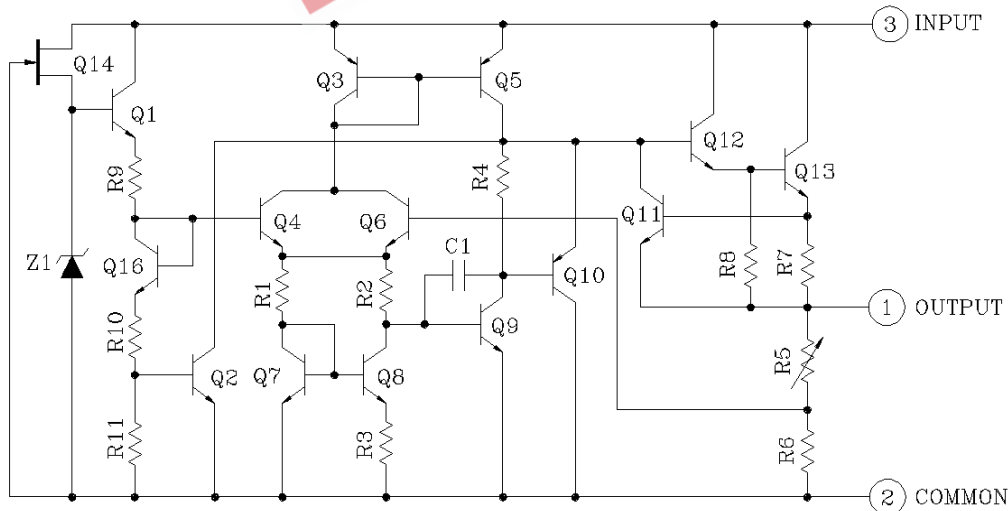 3 INPUT
Q14
Q1
Q3
Q5
Q12
Q13
R9
R4
Q4
Q6
Q11
Z1
Q16
C1
R1
R2
Q10
R8
R7
1 OUTPUT
R10
Q9
R5
Q2
Q7
Q8
R11
R3
R6
2 COMMON